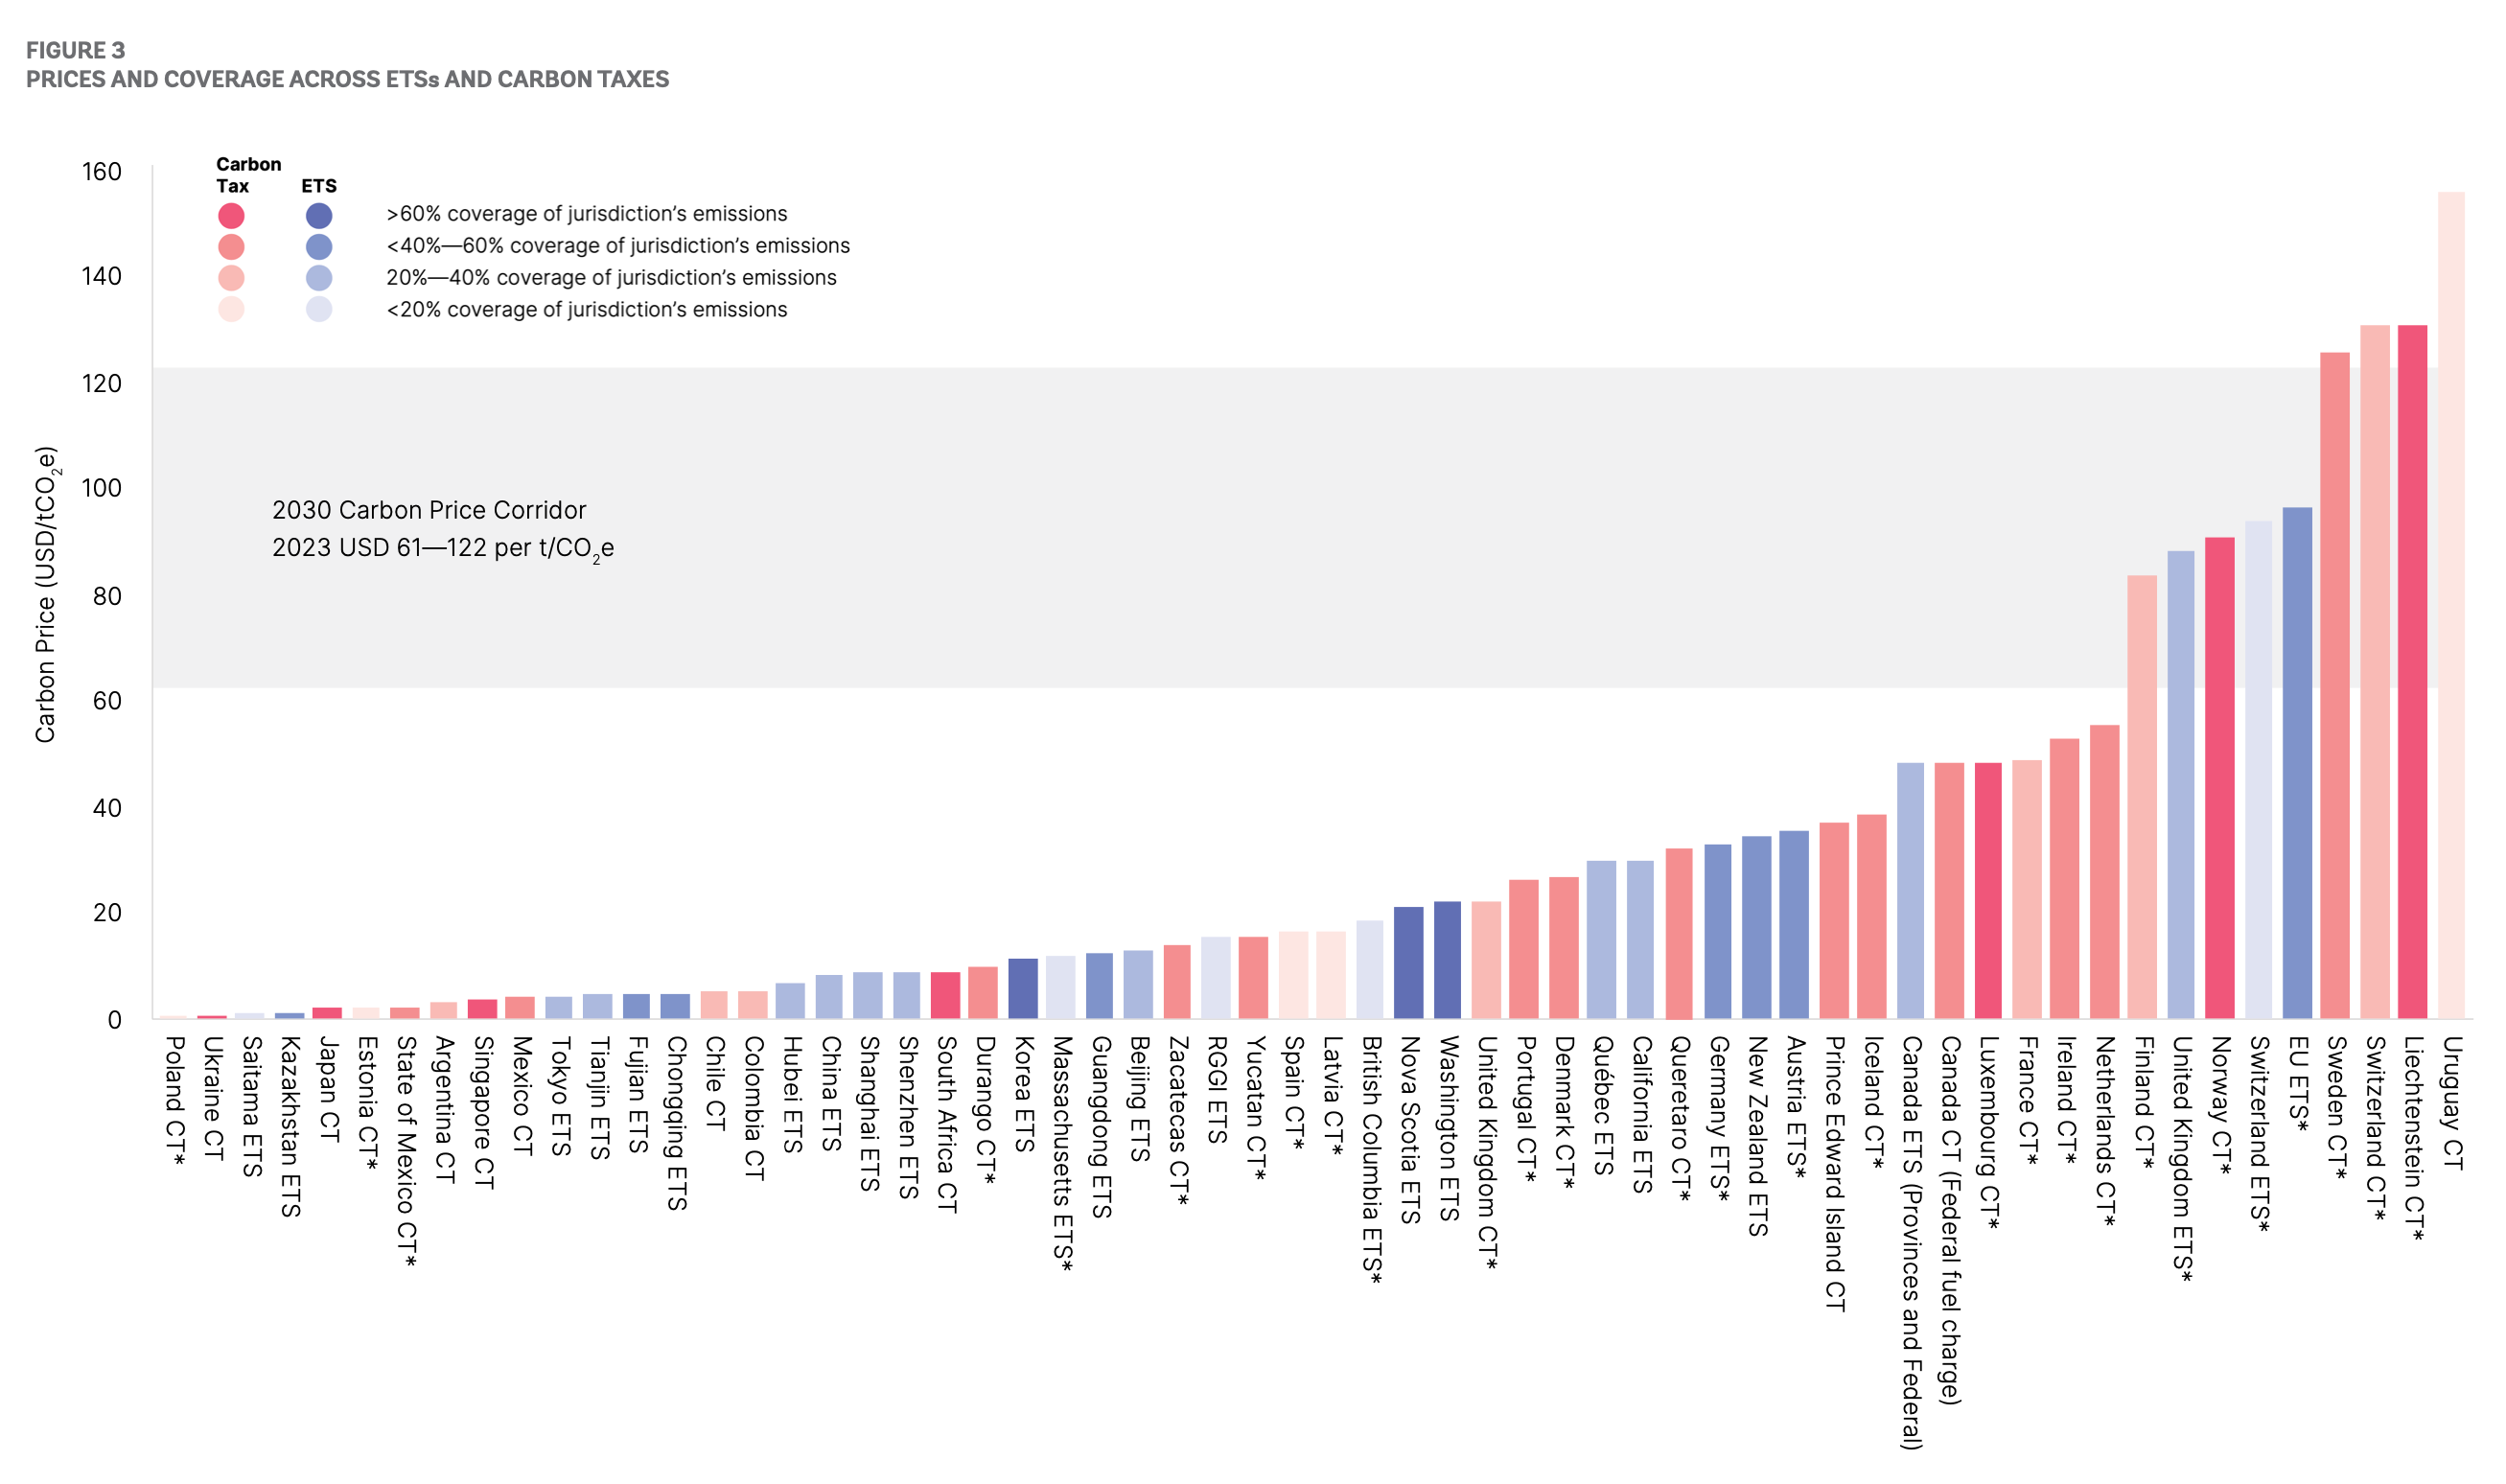 FIGURE 3
PRICES AND COVERAGE ACROSS ETSs AND CARBON TAXES
Carbon
Tax
ETS
>60% coverage of jurisdiction's emissions
<40%—60% coverage of jurisdiction's emissions
20%—40% coverage of jurisdiction's emissions
<20% coverage of jurisdiction's emissions
Carbon Price (USD/tCO₂e)
160
140
120
100
80
60
40
20
0
2030 Carbon Price Corridor
2023 USD 61—122 per t/CO₂e
Poland CT*
Ukraine CT
Saitama ETS
Kazakhstan ETS
Japan CT
Estonia CT*
State of Mexico CT*
Argentina CT
Singapore CT
Mexico CT
Tokyo ETS
Tianjin ETS
Fujian ETS
Chongqing ETS
Chile CT
Colombia CT
Hubei ETS
China ETS
Shanghai ETS
Shenzhen ETS
South Africa CT
Durango CT*
Korea ETS
Massachusetts ETS*
Guangdong ETS
Beijing ETS
Zacatecas CT*
RGGI ETS
Yucatan CT*
Spain CT*
Latvia CT*
British Columbia ETS*
Nova Scotia ETS
Washington ETS
United Kingdom CT*
Portugal CT*
Denmark CT*
Québec ETS
California ETS
Queretaro CT*
Germany ETS*
New Zealand ETS
Austria ETS*
Prince Edward Island CT
Iceland CT*
Canada ETS (Provinces and Federal)
Canada CT (Federal fuel charge)
Luxembourg CT*
France CT*
Ireland CT*
Netherlands CT*
Finland CT*
United Kingdom ETS*
Norway CT*
Switzerland ETS*
EU ETS*
Sweden CT*
Switzerland CT*
Liechtenstein CT*
Uruguay CT